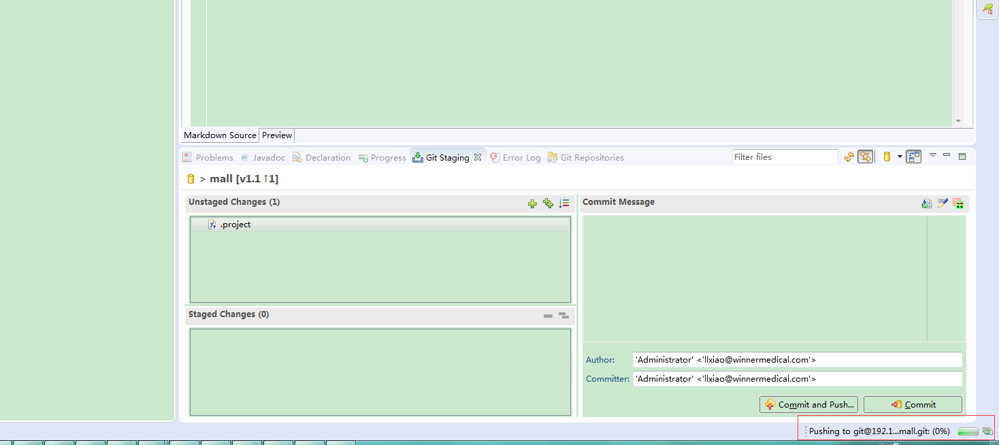 Markdown Source Preview
Problems @ Javadoc Declaration Progress Git Staging Error Log Git Repositories Filter files
> mall [v1.1 ↑1]
Unstaged Changes (1)
Commit Message
.project
Staged Changes (0)
Author: 'Administrator' <'llxiao@winnermedical.com'>
Committer: 'Administrator' <'llxiao@winnermedical.com'>
Commit and Push... Commit
Pushing to git@192.1...mall.git: (0%)